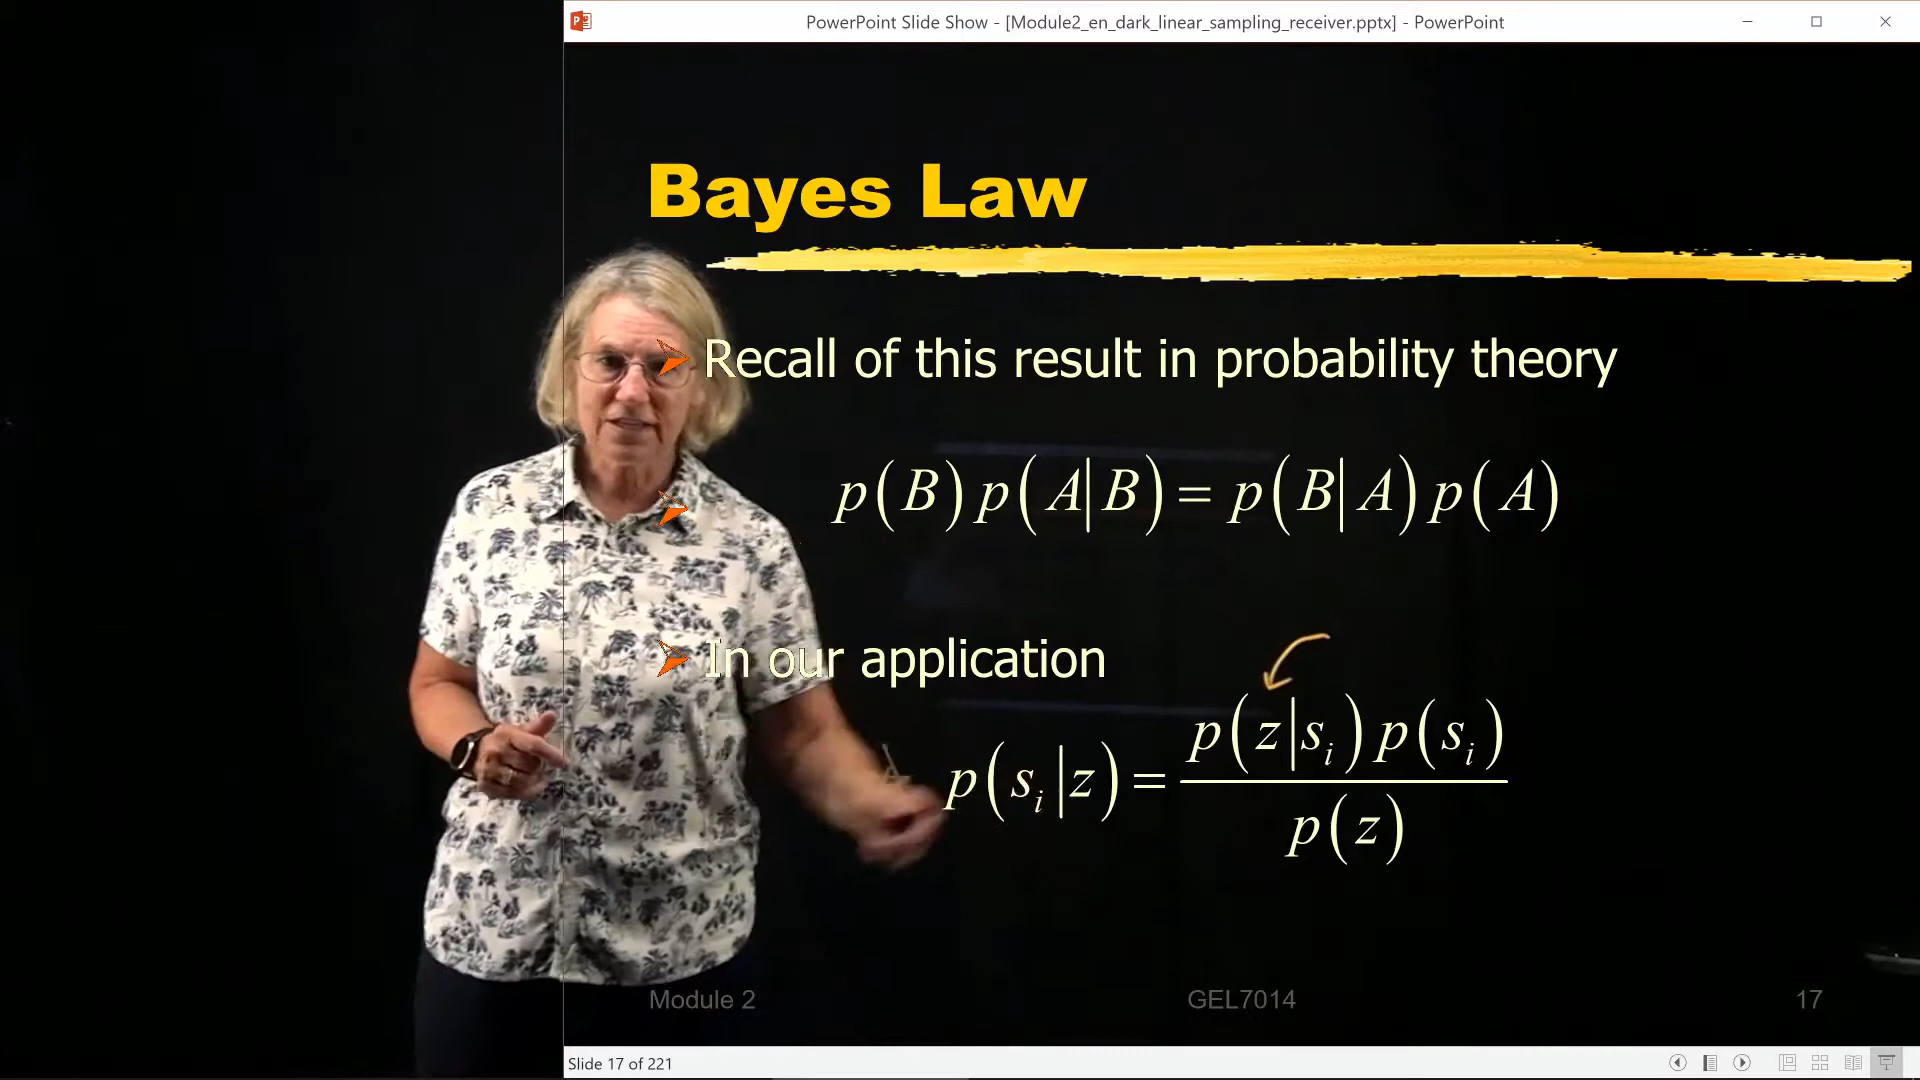 PowerPoint Slide Show - [Module2_en_dark_linear_sampling_receiver.pptx] - PowerPoint
Bayes Law
Recall of this result in probability theory
p(B) p(A|B) = p(B|A) p(A)
In our application
p(s_i|z) = \frac{p(z|s_i) p(s_i)}{p(z)}
Module 2
GEL7014
17
Slide 17 of 221